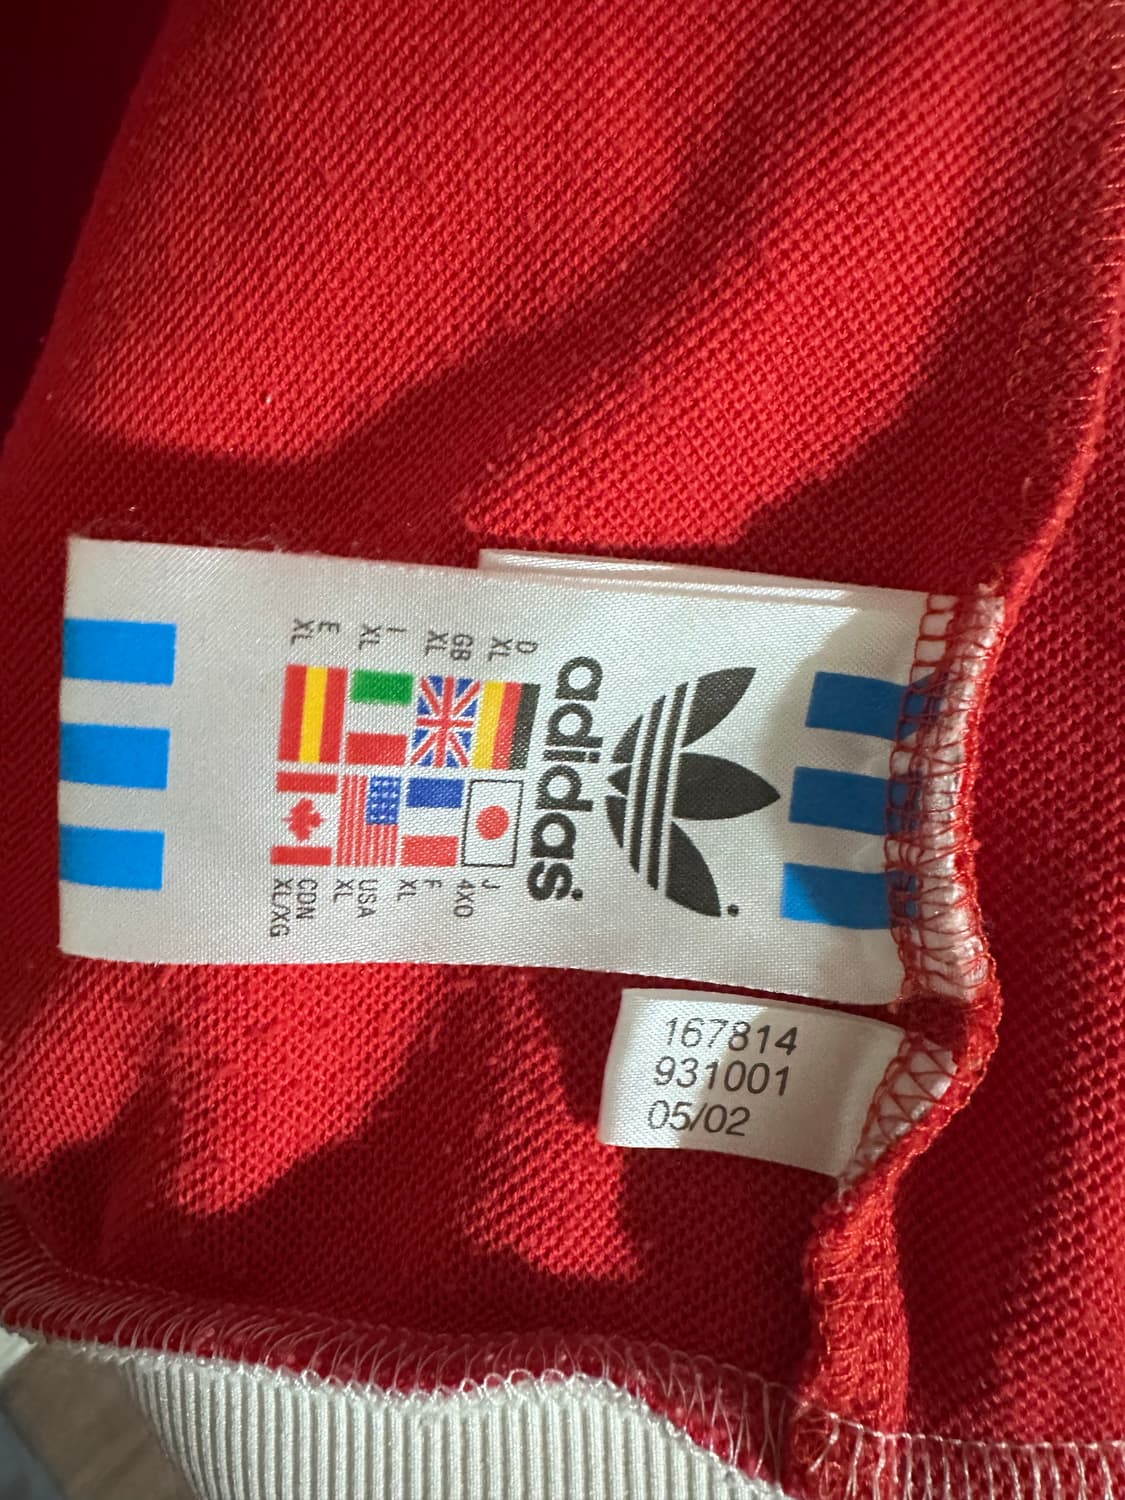 adidas
D
XL
GB
XL
I
XL
E
XL
J
4XO
F
XL
USA
XL
CDN
XL/XG
167814
931001
05/02